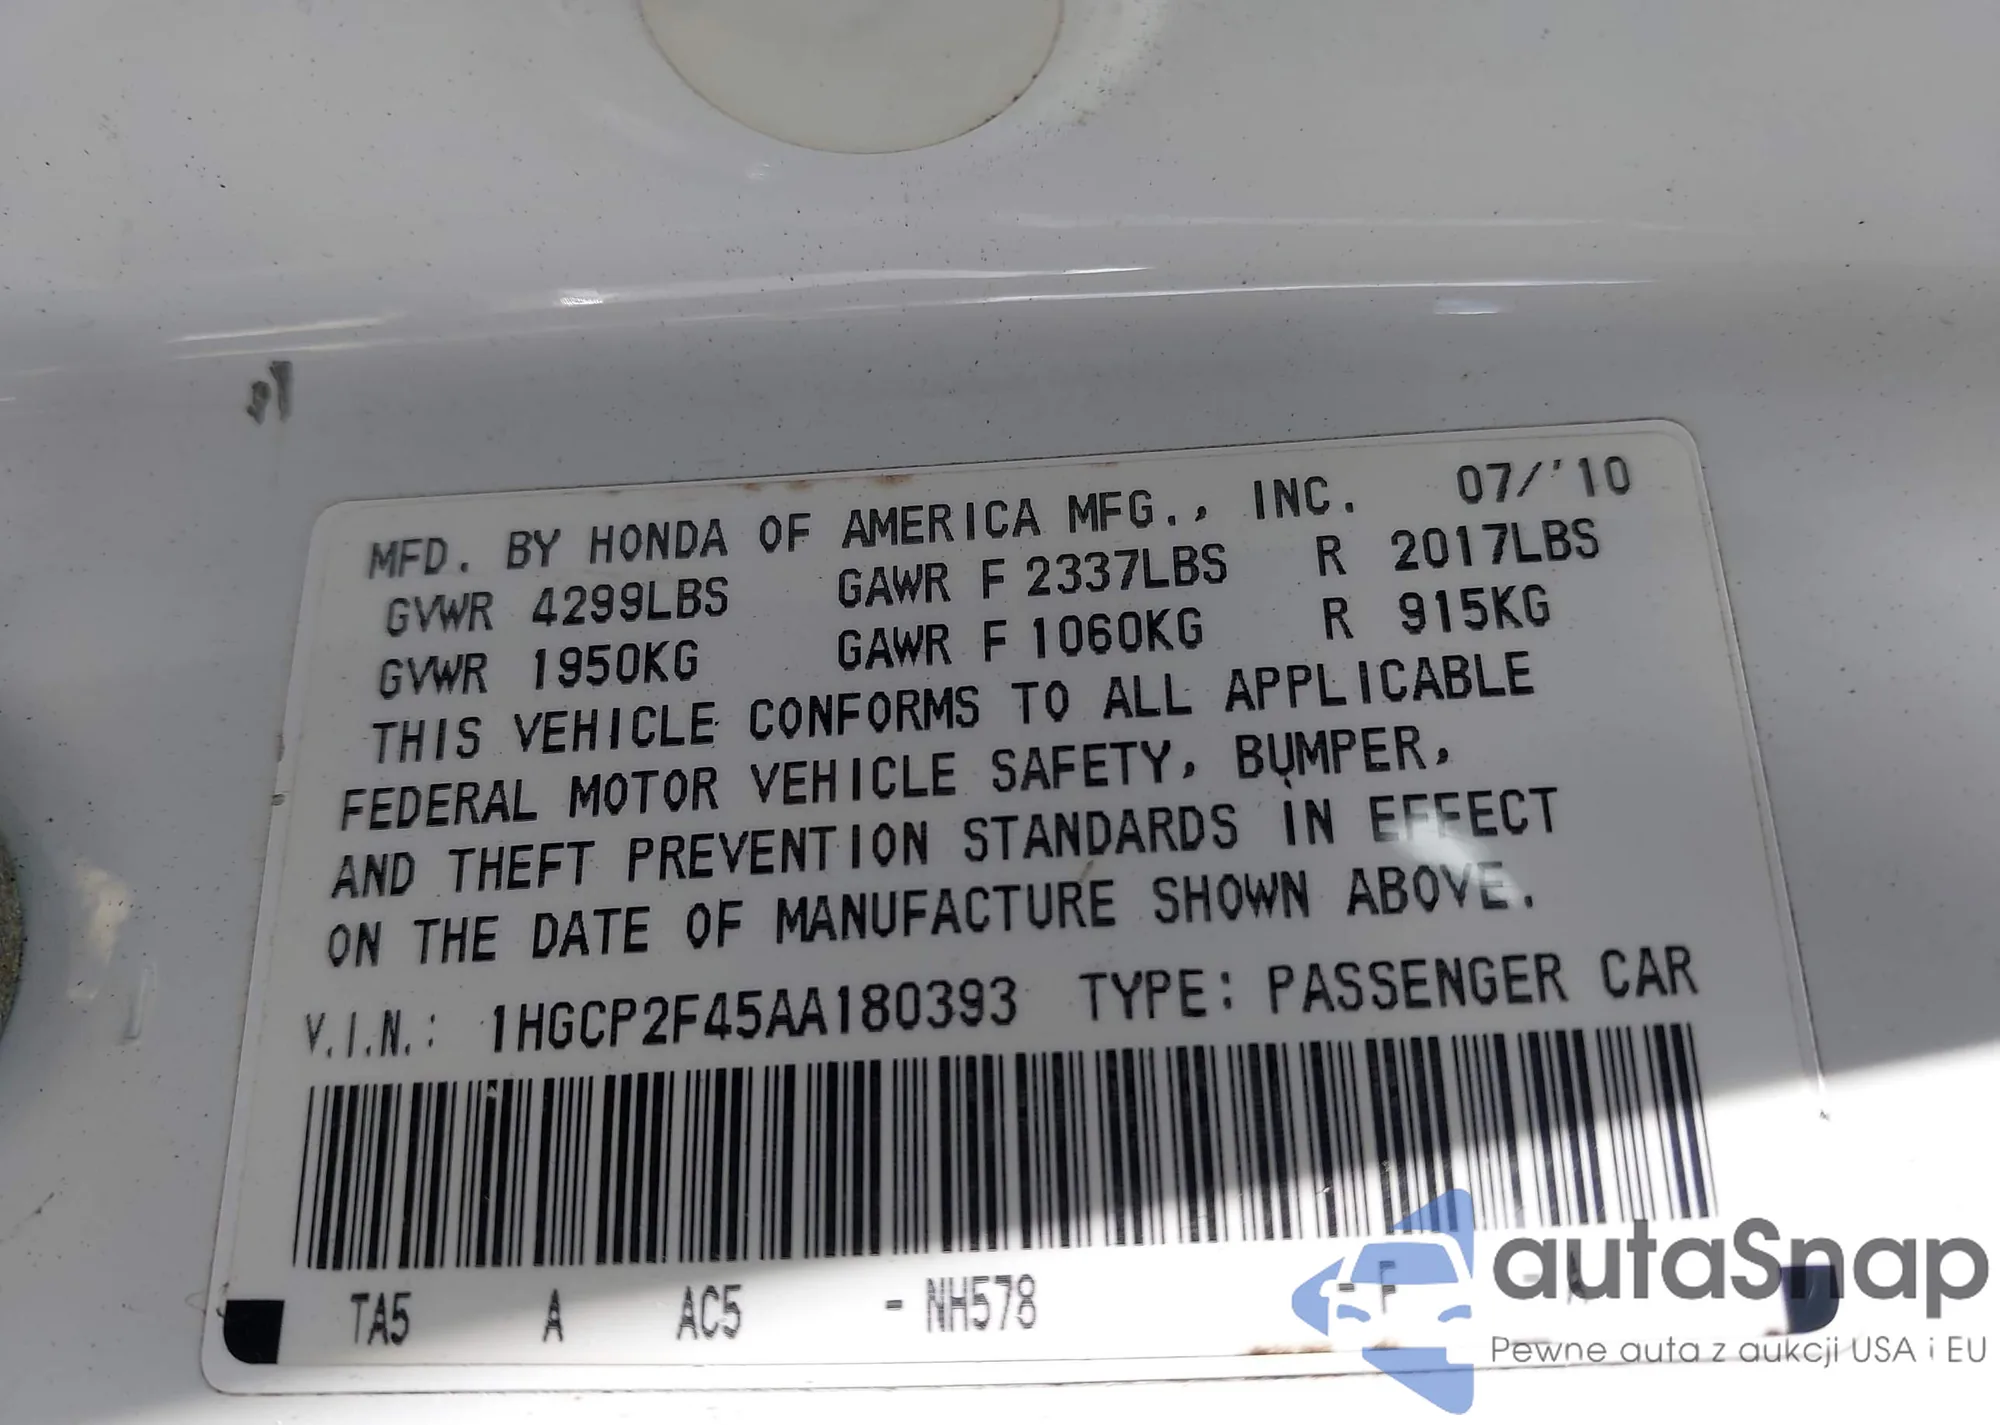 MFD. BY HONDA OF AMERICA MFG., INC. 07/'10
GVWR 4299LBS GAWR F 2337LBS R 2017LBS
GVWR 1950KG GAWR F 1060KG R 915KG
THIS VEHICLE CONFORMS TO ALL APPLICABLE
FEDERAL MOTOR VEHICLE SAFETY, BUMPER,
AND THEFT PREVENTION STANDARDS IN EFFECT
ON THE DATE OF MANUFACTURE SHOWN ABOVE.
V.I.N.: 1HGCP2F45AA180393 TYPE: PASSENGER CAR
TA5 A AC5 - NH578 - F - A
autaSnap
Pewne auta z aukcji USA i EU